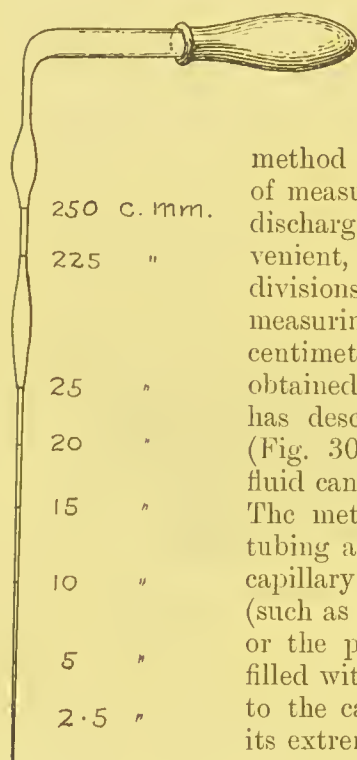 250 c. mm.
225 "
25 "
20 "
15 "
10 "
5 "
2.5 "
method
of measu
discharg
venient,
divisions
measurin
centimet
obtained
has desc
(Fig. 30
fluid can
The met
tubing a
capillary
(such as
or the p
filled wit
to the ca
its extrem